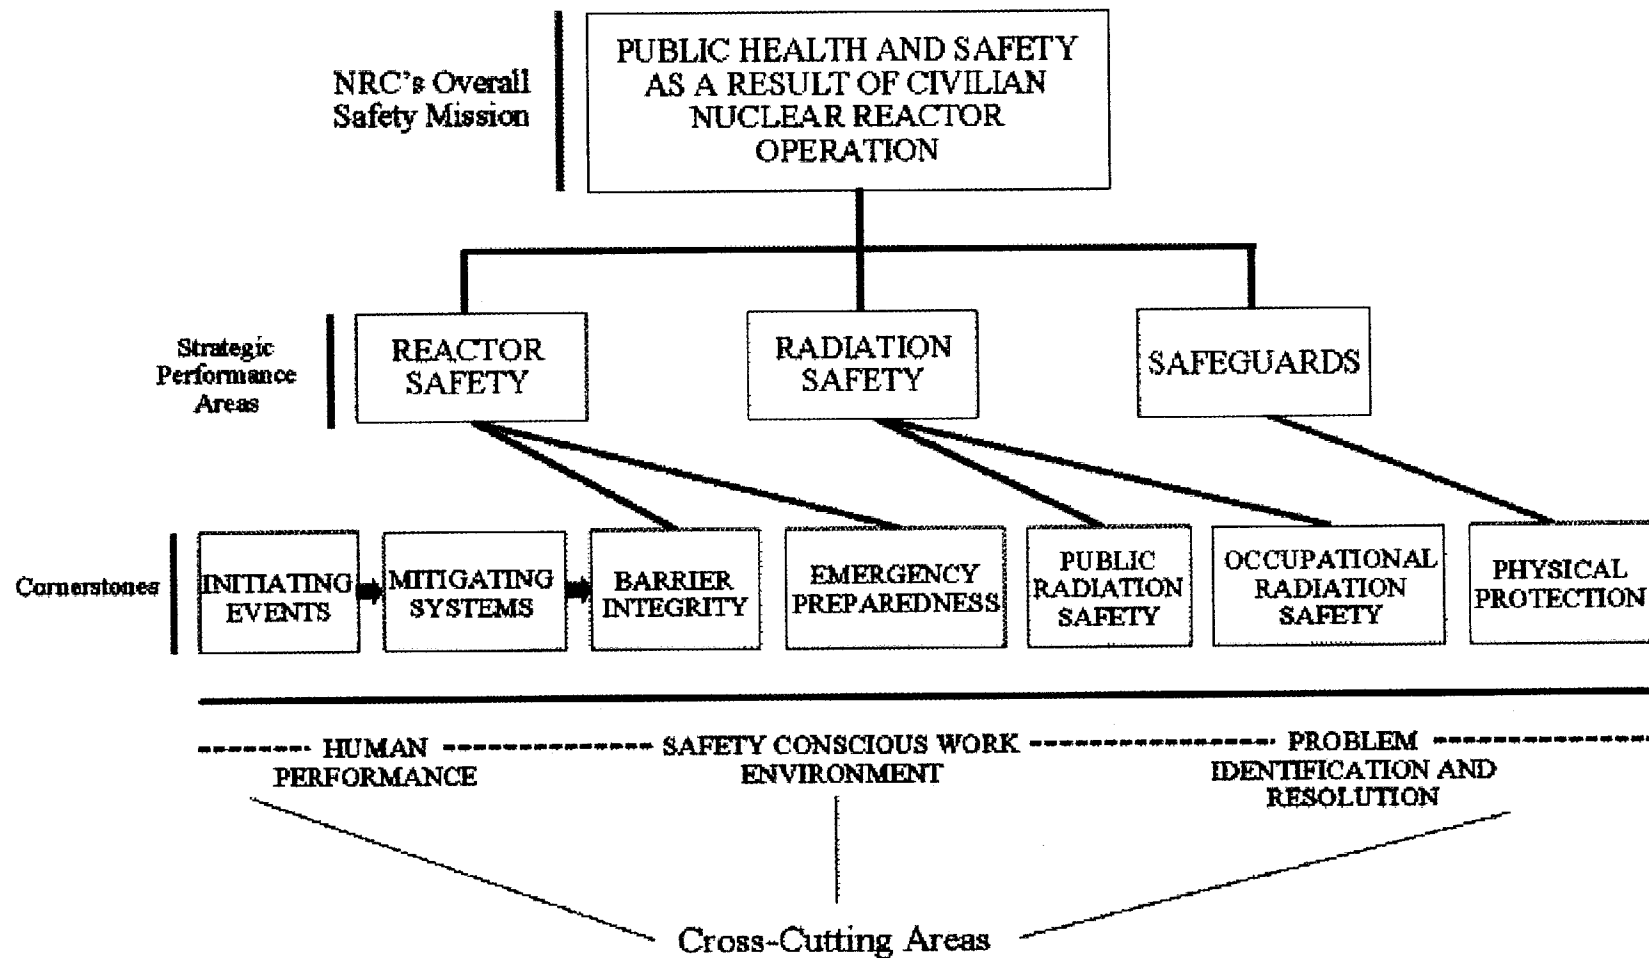 NRC's Overall
Safety Mission
PUBLIC HEALTH AND SAFETY
AS A RESULT OF CIVILIAN
NUCLEAR REACTOR
OPERATION
Strategic
Performance
Areas
REACTOR
SAFETY
RADIATION
SAFETY
SAFEGUARDS
Cornerstones
INITIATING
EVENTS
MITIGATING
SYSTEMS
BARRIER
INTEGRITY
EMERGENCY
PREPAREDNESS
PUBLIC
RADIATION
SAFETY
OCCUPATIONAL
RADIATION
SAFETY
PHYSICAL
PROTECTION
HUMAN
PERFORMANCE
SAFETY CONSCIOUS WORK
ENVIRONMENT
PROBLEM
IDENTIFICATION AND
RESOLUTION
Cross-Cutting Areas